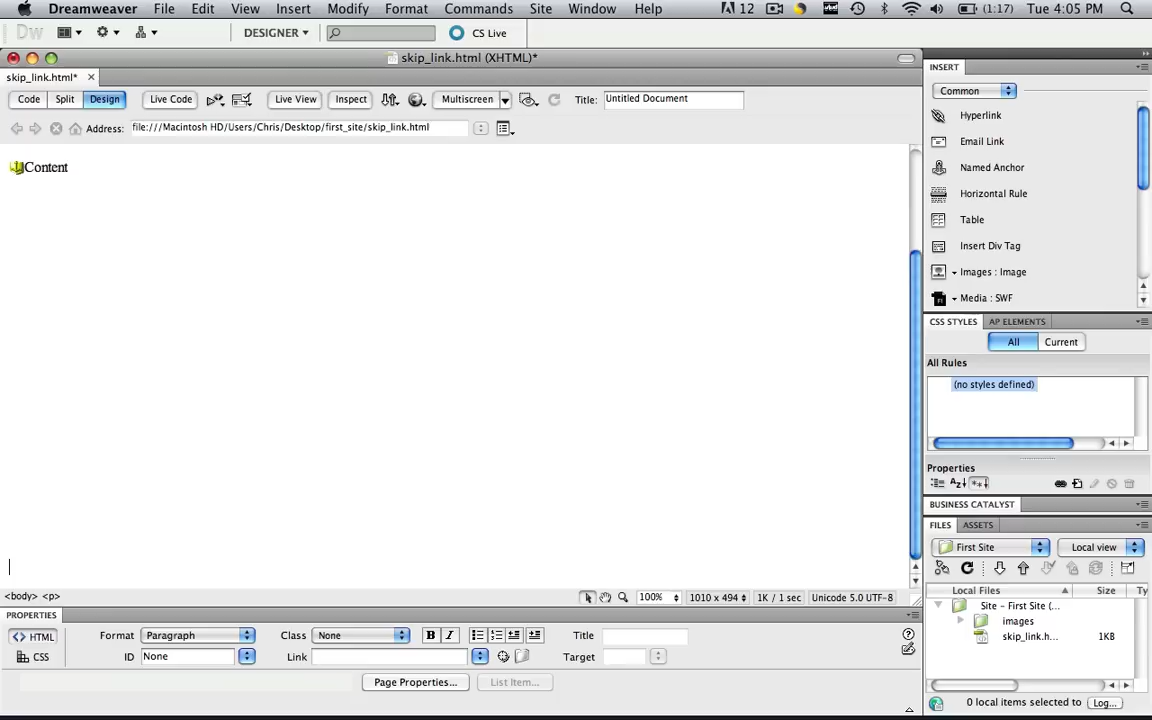 Dreamweaver File Edit View Insert Modify Format Commands Site Window Help 12 (1:17) Tue 4:05 PM
Dw DESIGNER CS Live
skip_link.html (XHTML)*
skip_link.html*
Code Split Design Live Code Live View Inspect Multiscreen Title: Untitled Document
Address: file:///Macintosh HD/Users/Chris/Desktop/first_site/skip_link.html
Content
<body> <p> 100% 1010 x 494 1K / 1 sec Unicode 5.0 UTF-8
PROPERTIES
<> HTML Format Paragraph Class None B I Title
CSS ID None Link Target
Page Properties... List Item...
INSERT
Common
Hyperlink
Email Link
Named Anchor
Horizontal Rule
Table
Insert Div Tag
Images : Image
Media : SWF
CSS STYLES AP ELEMENTS
All Current
All Rules
(no styles defined)
Properties
BUSINESS CATALYST
FILES ASSETS
First Site Local view
Local Files Size Ty
Site - First Site (...
images
skip_link.h... 1KB
0 local items selected to Log...